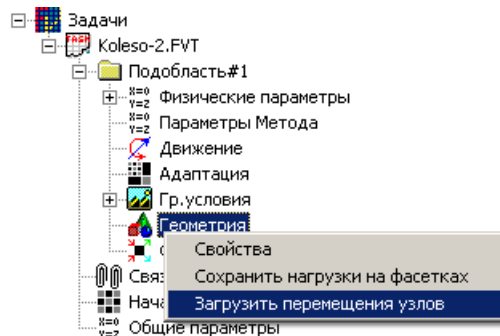 Задачи
Koleso-2.FVT
Подобласть#1
Физические параметры
Параметры Метода
Движение
Адаптация
Гр.условия
Геометрия
Свойства
Сохранить нагрузки на фасетках
Загрузить перемещения узлов
Общие параметры